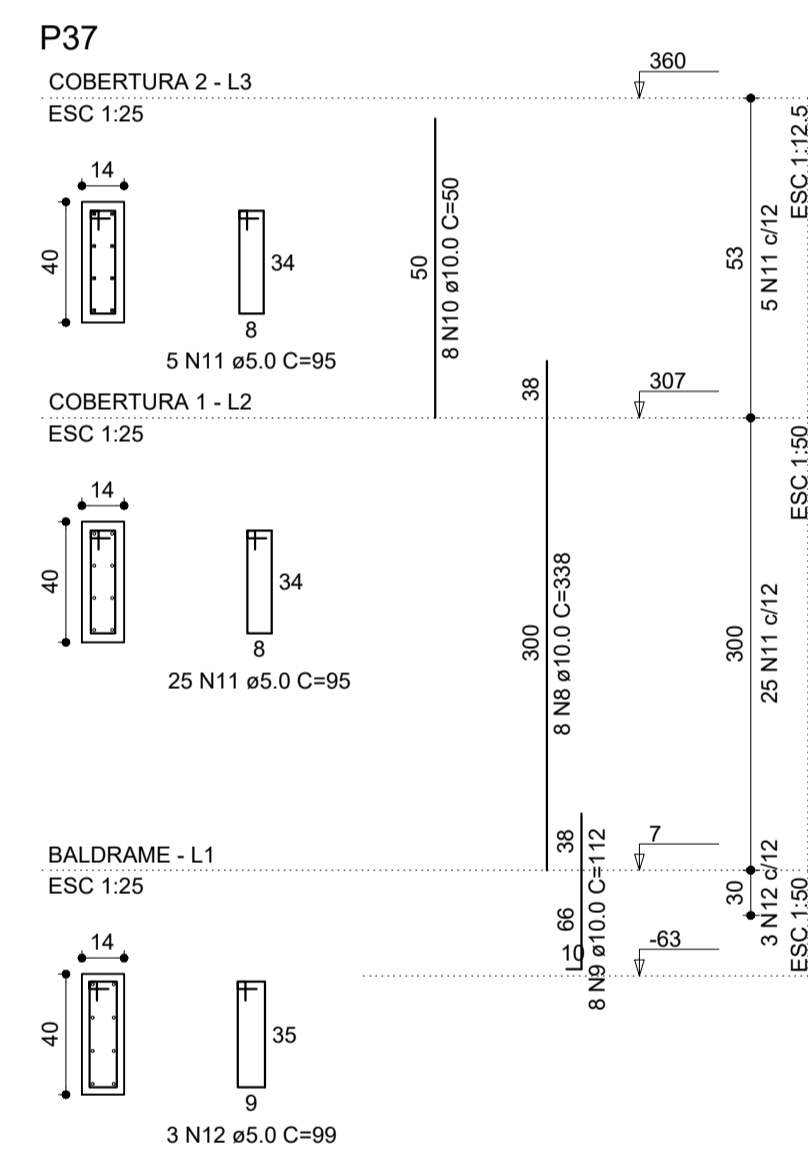 P37
COBERTURA 2 - L3
ESC 1:25
360
14
40
34
8
5 N11 ø5.0 C=95
50
8 N10 ø10.0 C=50
53
5 N11 c/12
ESC 1:12.5
COBERTURA 1 - L2
ESC 1:25
38
307
14
40
34
8
25 N11 ø5.0 C=95
300
8 N8 ø10.0 C=338
300
25 N11 c/12
ESC 1:50
BALDRAME - L1
ESC 1:25
38
66
10
8 N9 ø10.0 C=112
7
-63
30
3 N12 c/12
ESC 1:50
14
40
35
9
3 N12 ø5.0 C=99